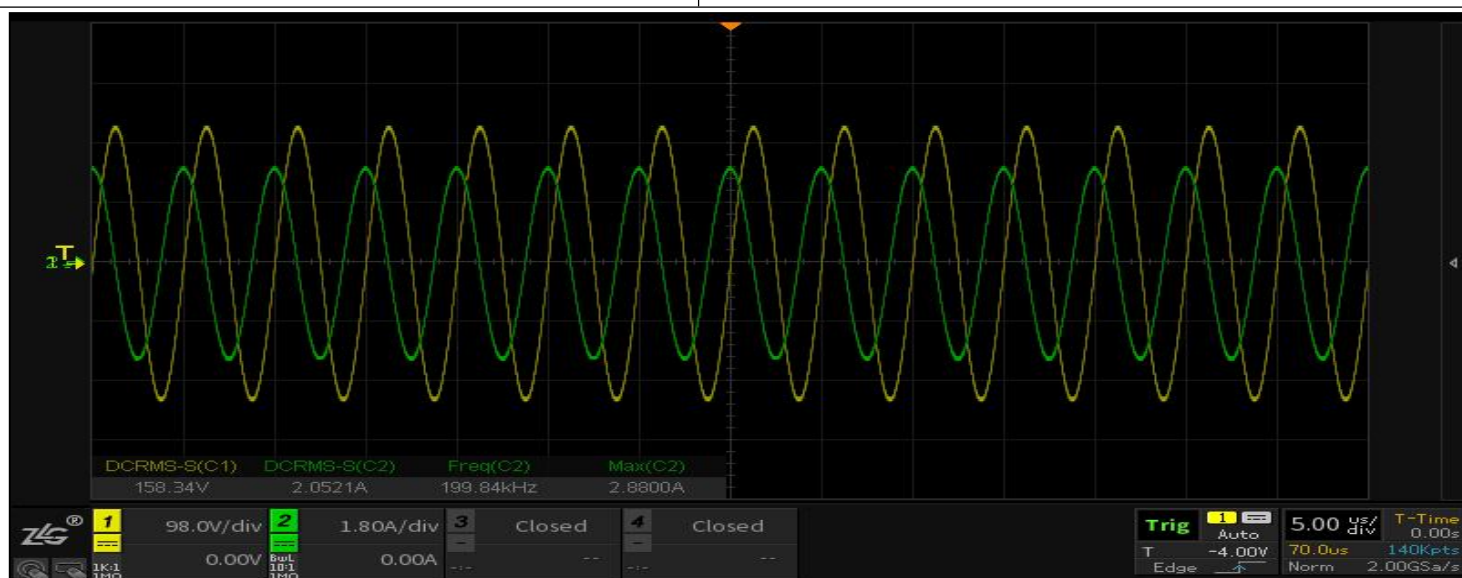 T
DCRMS-S(C1) DCRMS-S(C2) Freq(C2) Max(C2)
158.34V 2.0521A 199.84kHz 2.8800A
ZLG® 1 98.0V/div 2 1.80A/div 3 Closed 4 Closed
0.00V 0.00A -- --
1K:1 BwL 10:1
1MΩ 1MΩ
Trig 1 Auto 5.00 us/div T-Time 0.00s
T -4.00V 70.0us 140Kpts
Edge Norm 2.00GSa/s